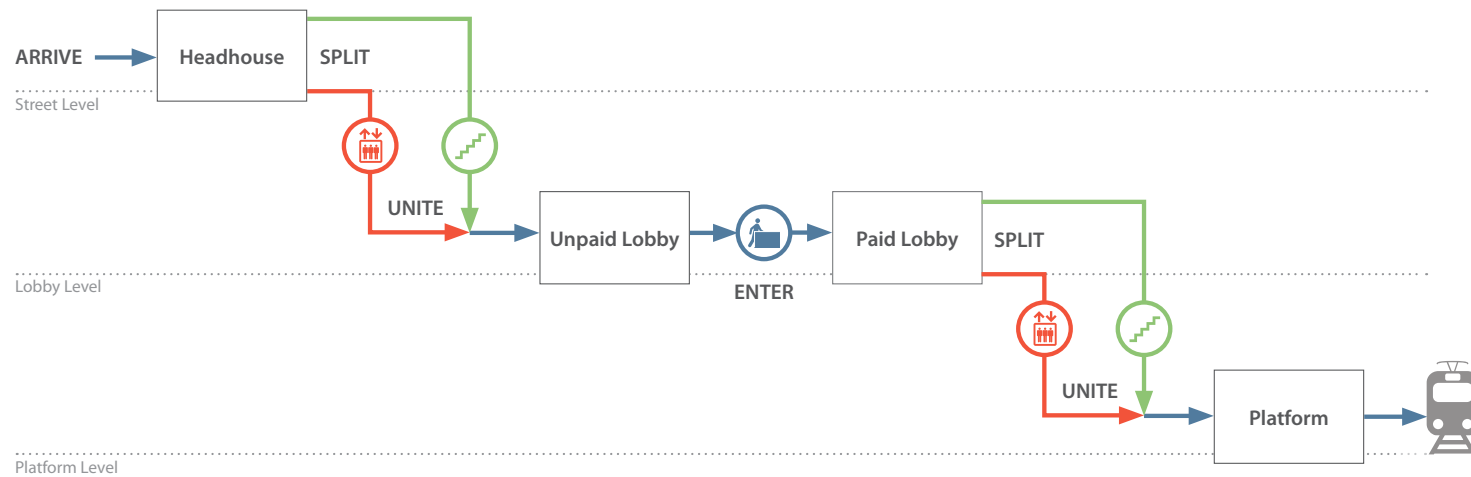 ARRIVE
Headhouse
SPLIT
Street Level
UNITE
Unpaid Lobby
ENTER
Paid Lobby
SPLIT
Lobby Level
UNITE
Platform
Platform Level